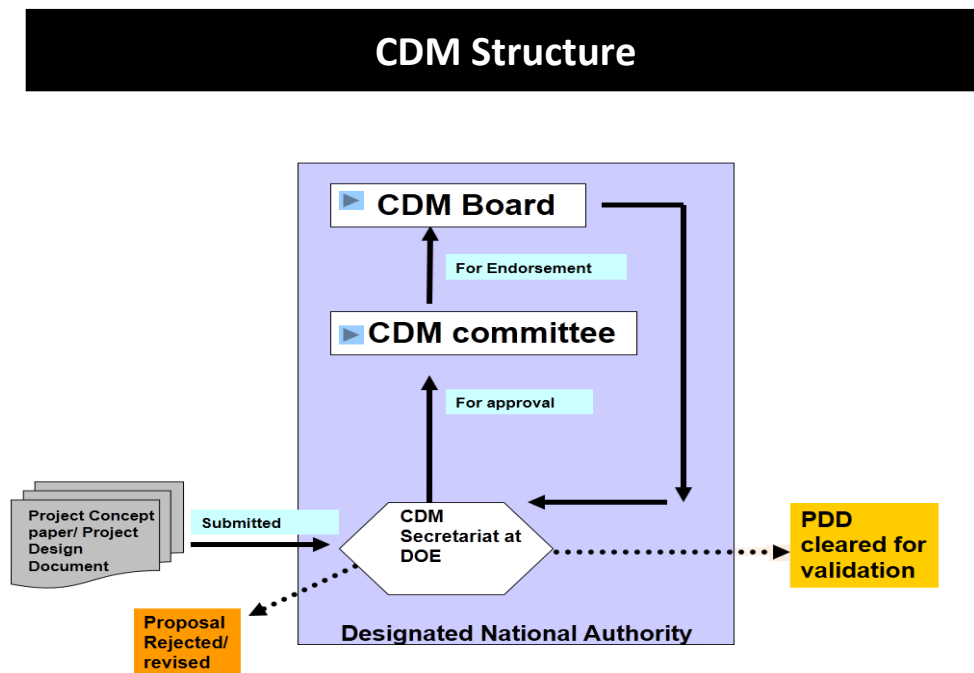 CDM Structure
CDM Board
For Endorsement
CDM committee
For approval
Project Concept
paper/ Project
Design
Document
Submitted
CDM
Secretariat at
DOE
PDD
cleared for
validation
Proposal
Rejected/
revised
Designated National Authority